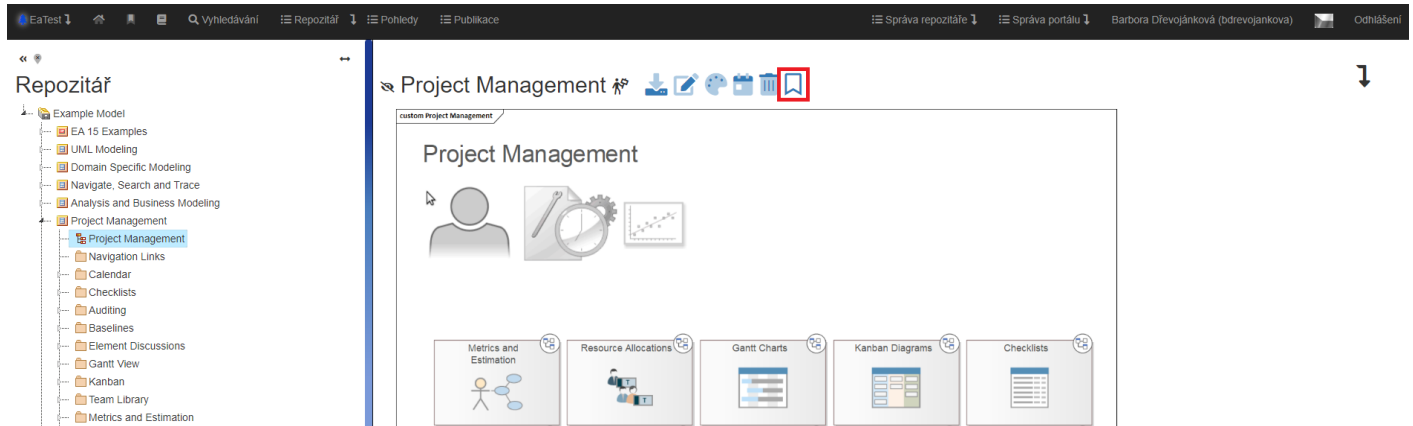 EaTest Vyhledávání Repozitář Pohledy Publikace Správa repozitáře Správa portálu Barbora Dřevojánková (bdrevojankova) Odhlášení
Repozitář
Example Model
EA 15 Examples
UML Modeling
Domain Specific Modeling
Navigate, Search and Trace
Analysis and Business Modeling
Project Management
Project Management
Navigation Links
Calendar
Checklists
Auditing
Baselines
Element Discussions
Gantt View
Kanban
Team Library
Metrics and Estimation
Project Management
custom Project Management
Project Management
Metrics and
Estimation
Resource Allocations
T
T
Gantt Charts
Kanban Diagrams
Checklists